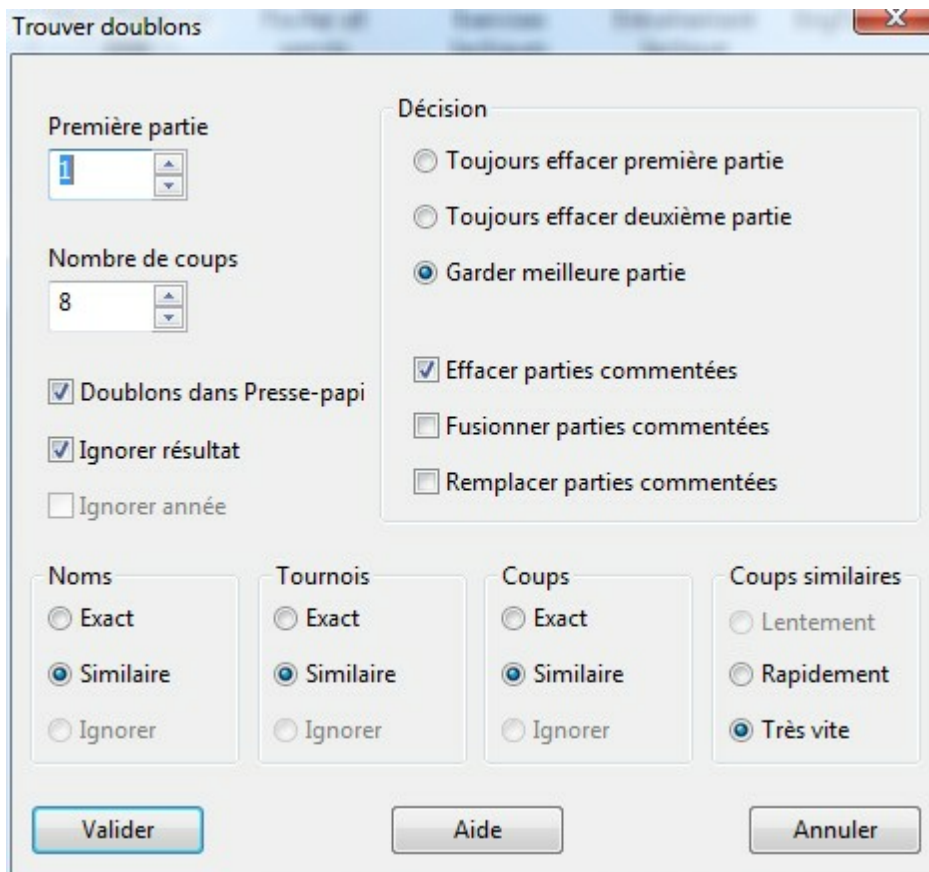 Trouver doublons
Première partie
1
Nombre de coups
8
Doublons dans Presse-papi
Ignorer résultat
Ignorer année
Décision
Toujours effacer première partie
Toujours effacer deuxième partie
Garder meilleure partie
Effacer parties commentées
Fusionner parties commentées
Remplacer parties commentées
Noms
Exact
Similaire
Ignorer
Tournois
Exact
Similaire
Ignorer
Coups
Exact
Similaire
Ignorer
Coups similaires
Lentement
Rapidement
Très vite
Valider
Aide
Annuler